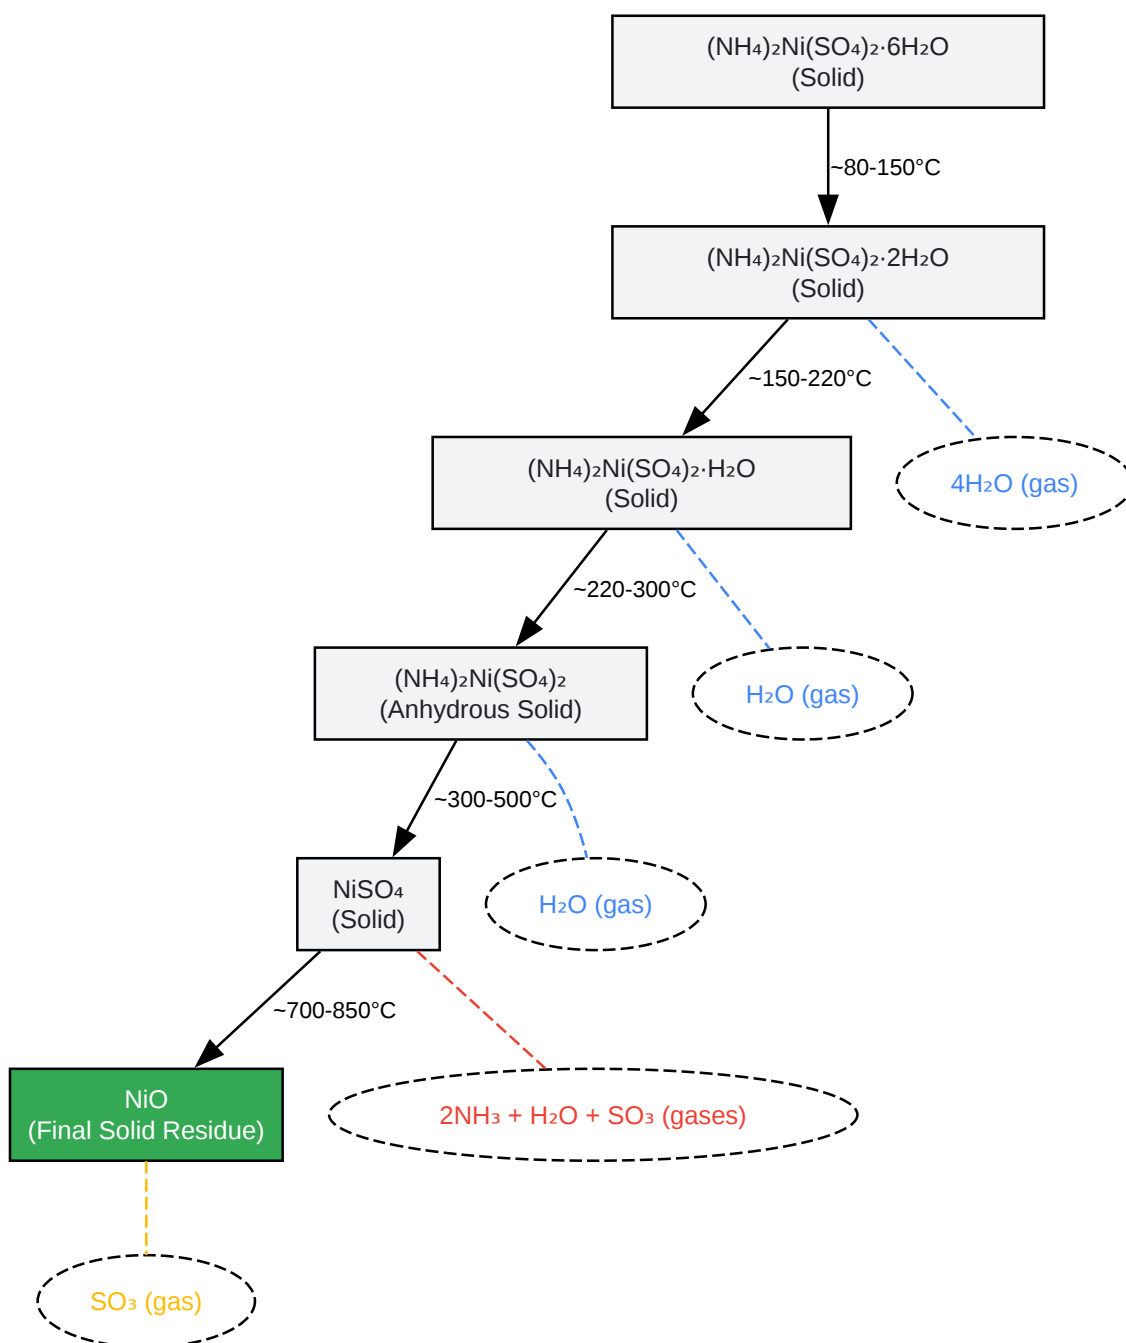 (NH₄)₂Ni(SO₄)₂·6H₂O
(Solid)
~80-150°C
(NH₄)₂Ni(SO₄)₂·2H₂O
(Solid)
~150-220°C
(NH₄)₂Ni(SO₄)₂·H₂O
(Solid)
4H₂O (gas)
~220-300°C
(NH₄)₂Ni(SO₄)₂
(Anhydrous Solid)
H₂O (gas)
~300-500°C
NiSO₄
(Solid)
H₂O (gas)
~700-850°C
NiO
(Final Solid Residue)
2NH₃ + H₂O + SO₃ (gases)
SO₃ (gas)